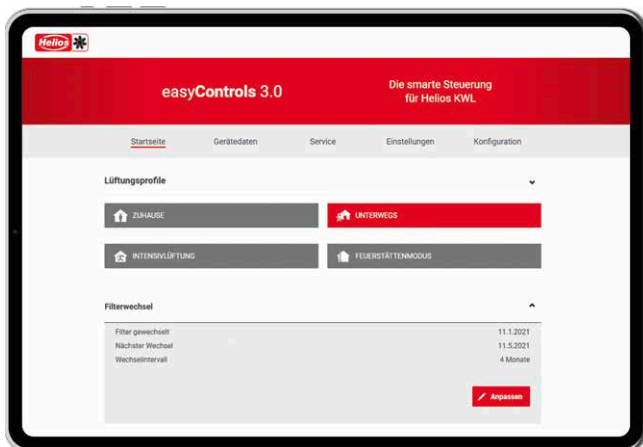 Helios
easyControls 3.0
Die smarte Steuerung
für Helios KWL
Startseite Gerätedaten Service Einstellungen Konfiguration
Lüftungsprofile
ZUHAUSE
UNTERWEGS
INTENSIVLÜFTUNG
FEUERSTÄTTENMODUS
Filterwechsel
Filter gewechselt 11.1.2021
Nächster Wechsel 11.5.2021
Wechselintervall 4 Monate
Anpassen